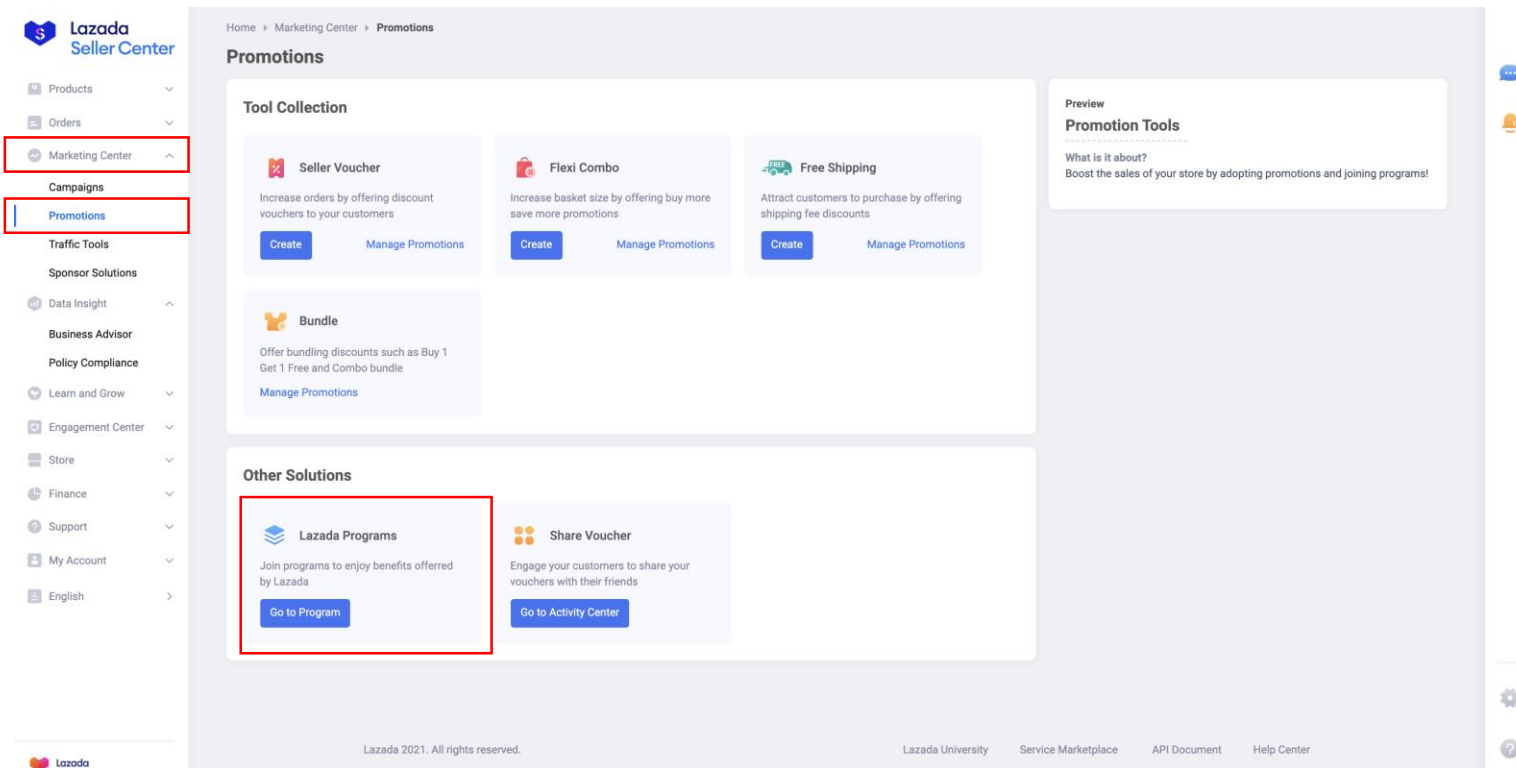 Lazada
Seller Center
Products
Orders
Marketing Center
Campaigns
Promotions
Traffic Tools
Sponsor Solutions
Data Insight
Business Advisor
Policy Compliance
Learn and Grow
Engagement Center
Store
Finance
Support
My Account
English
Lazada
Home Marketing Center Promotions
Promotions
Tool Collection
Seller Voucher
Increase orders by offering discount
vouchers to your customers
Create Manage Promotions
Flexi Combo
Increase basket size by offering buy more
save more promotions
Create Manage Promotions
Free Shipping
Attract customers to purchase by offering
shipping fee discounts
Create Manage Promotions
Bundle
Offer bundling discounts such as Buy 1
Get 1 Free and Combo bundle
Manage Promotions
Other Solutions
Lazada Programs
Join programs to enjoy benefits offerred
by Lazada
Go to Program
Share Voucher
Engage your customers to share your
vouchers with their friends
Go to Activity Center
Preview
Promotion Tools
What is it about?
Boost the sales of your store by adopting promotions and joining programs!
Lazada 2021. All rights reserved.
Lazada University Service Marketplace API Document Help Center